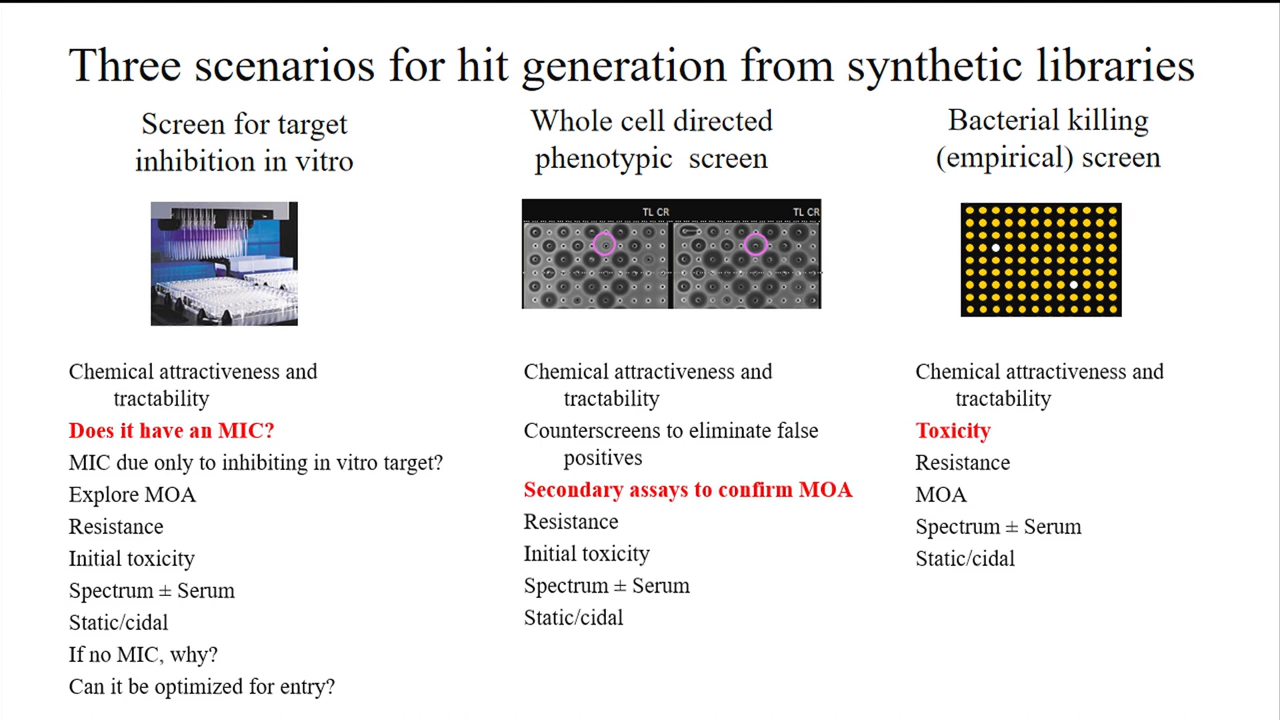 Three scenarios for hit generation from synthetic libraries
Screen for target
inhibition in vitro
Chemical attractiveness and
tractability
Does it have an MIC?
MIC due only to inhibiting in vitro target?
Explore MOA
Resistance
Initial toxicity
Spectrum ± Serum
Static/cidal
If no MIC, why?
Can it be optimized for entry?
Whole cell directed
phenotypic screen
TL CR
TL CR
Chemical attractiveness and
tractability
Counterscreens to eliminate false
positives
Secondary assays to confirm MOA
Resistance
Initial toxicity
Spectrum ± Serum
Static/cidal
Bacterial killing
(empirical) screen
Chemical attractiveness and
tractability
Toxicity
Resistance
MOA
Spectrum ± Serum
Static/cidal